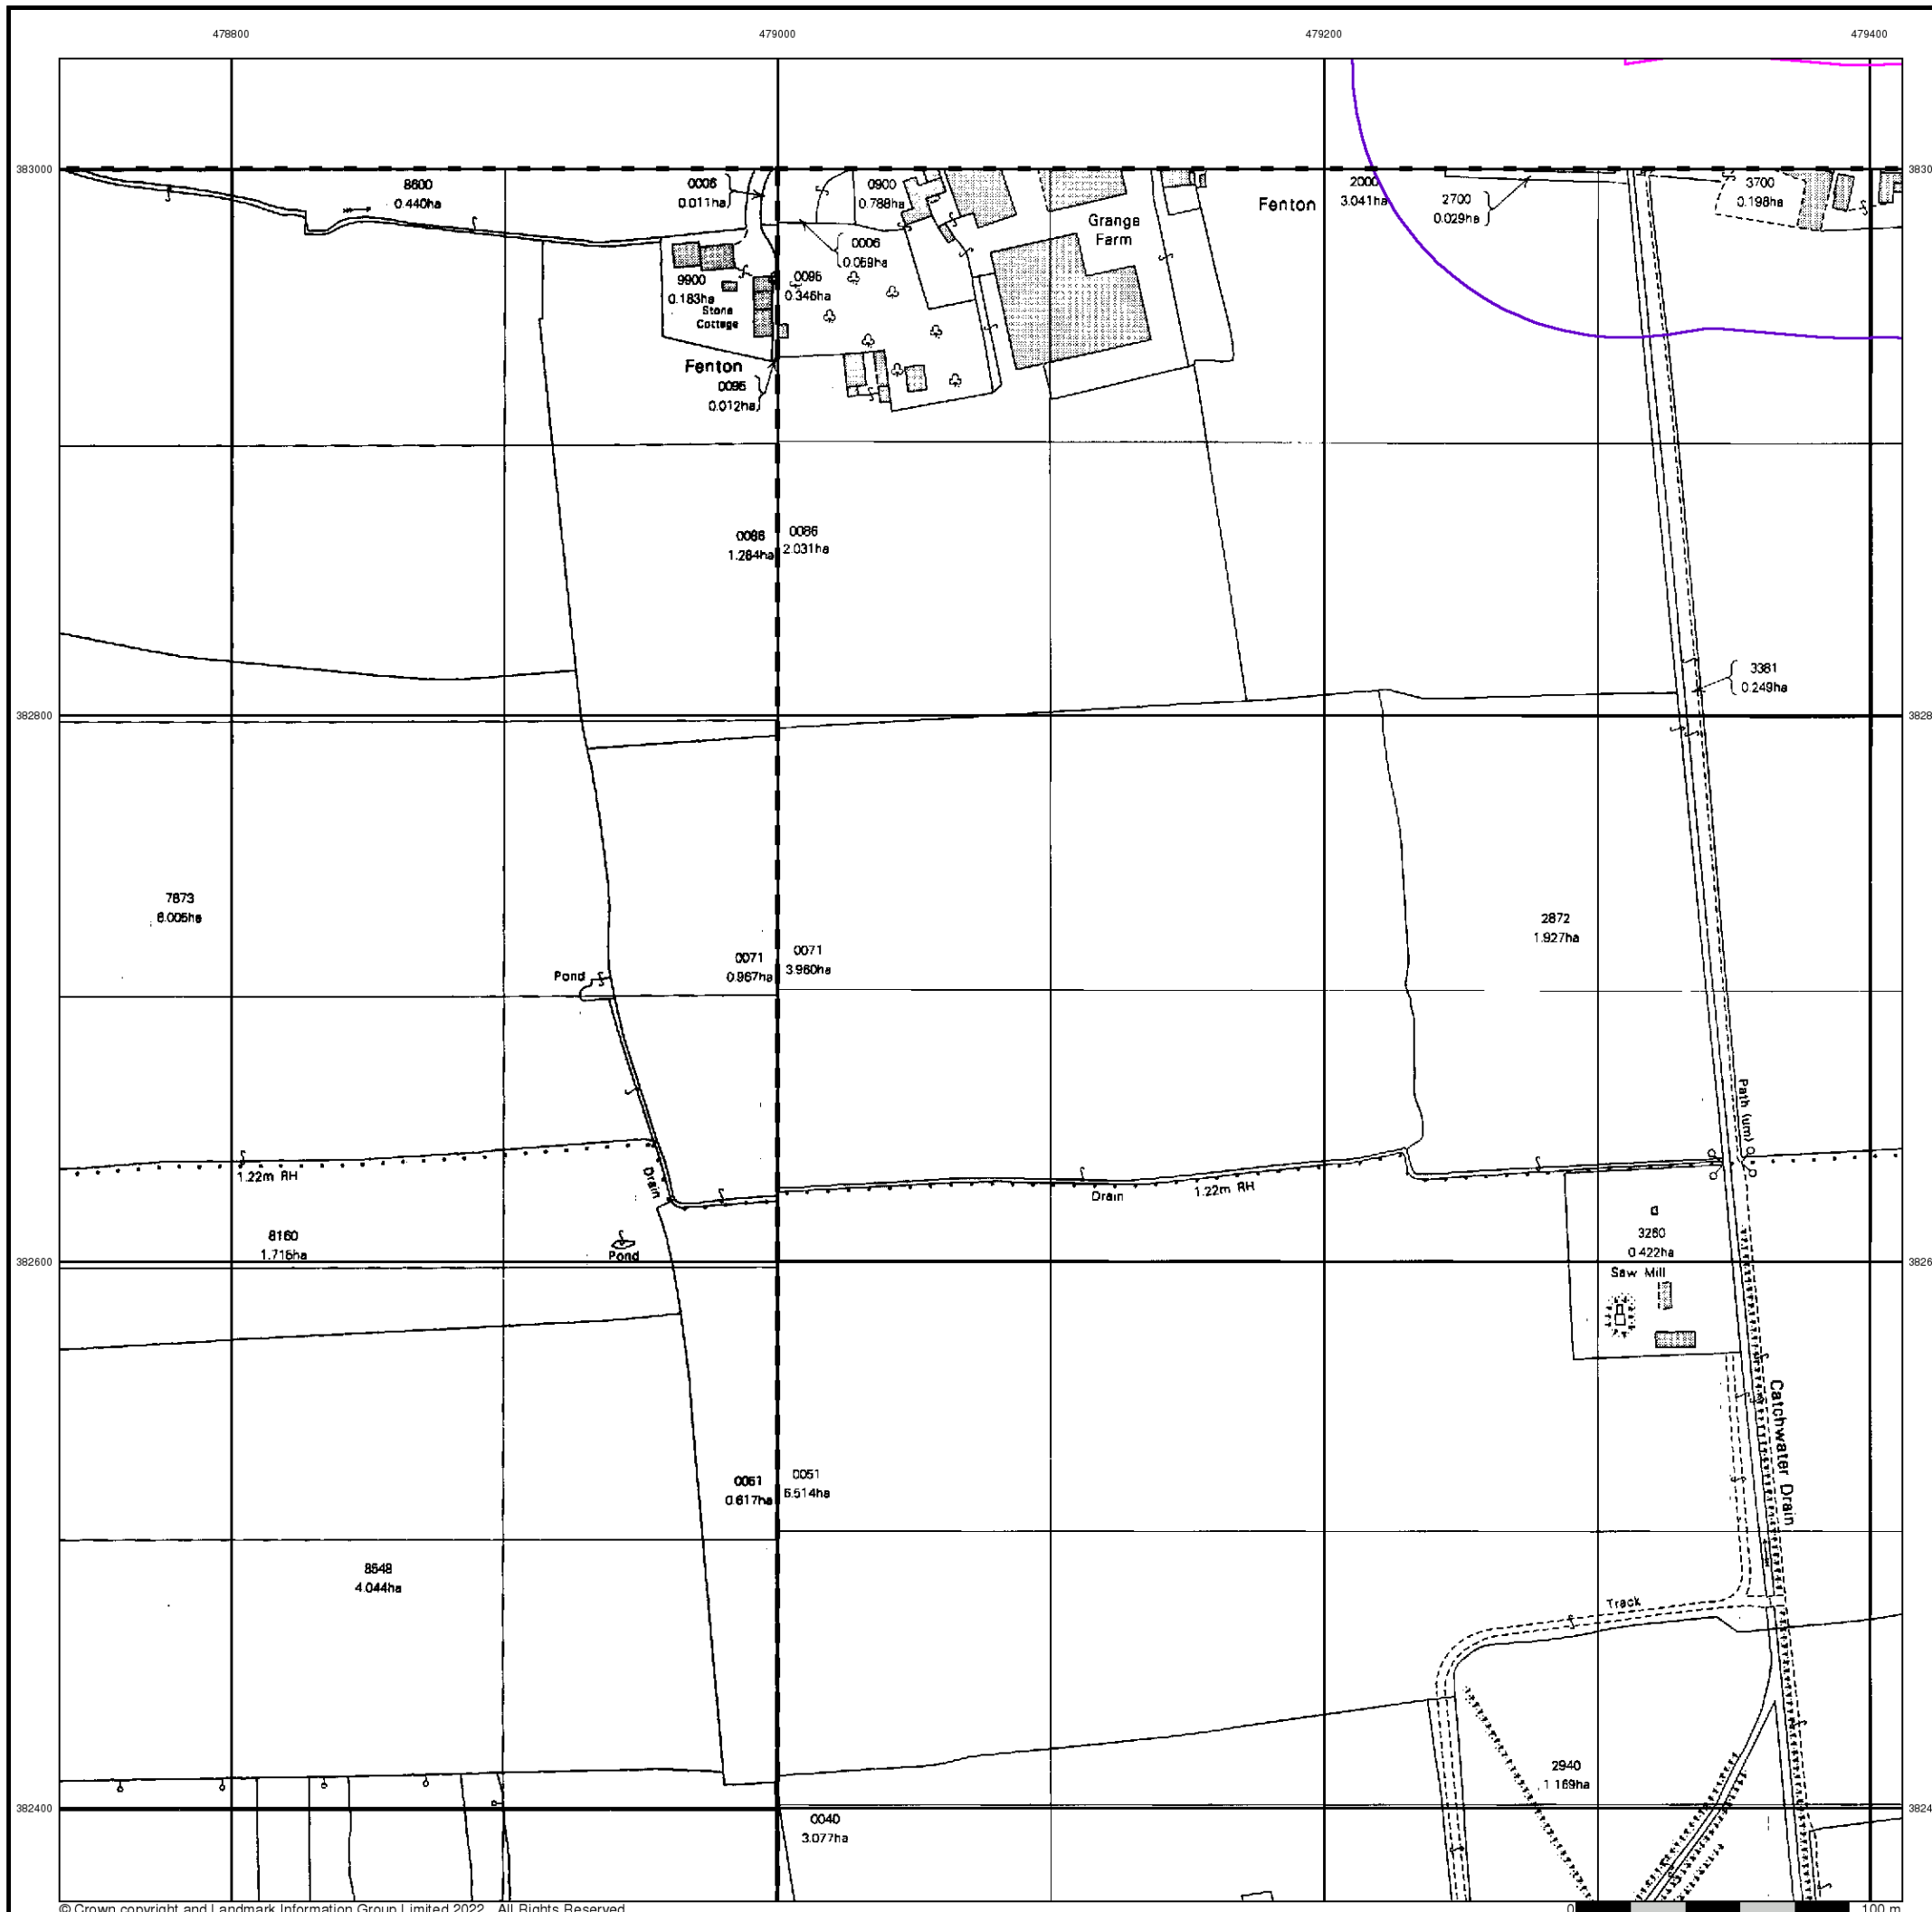 478800 479000 479200 479400
383000
8600
0.440ha
0006
0.011ha
0900
0.788ha
Grange
Farm
Fenton
2000
3.041ha
2700
0.029ha
3700
0.198ha
0006
0.059ha
9900
0.183ha
Stone
Cottage
0095
0.346ha
Fenton
0095
0.012ha
0086
1.284ha
0086
2.031ha
3381
0.249ha
382800
7873
6.005ha
0071
0.967ha
0071
3.960ha
2872
1.927ha
Pond
Path (um)
1.22m RH
Drain
Drain
1.22m RH
8160
1.715ha
Pond
3260
0.422ha
382600
Saw Mill
Catchwater Drain
0051
0.617ha
0051
5.514ha
8548
4.044ha
Track
2940
1.169ha
382400
0040
3.077ha
© Crown copyright and Landmark Information Group Limited 2022. All Rights Reserved.
0 100 m